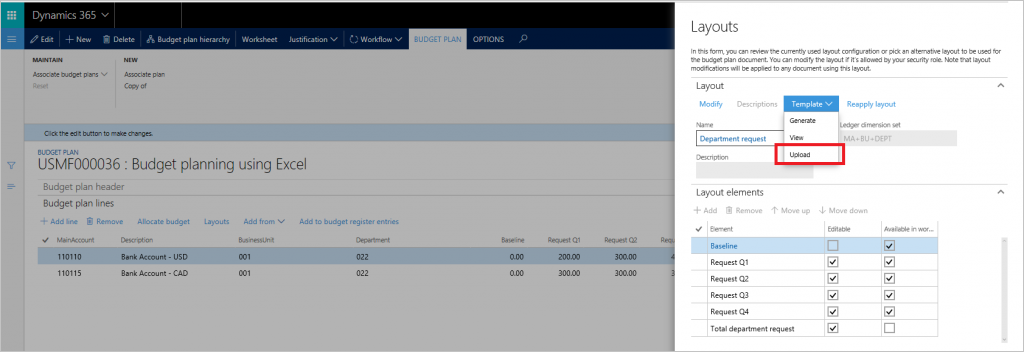 Dynamics 365
Edit + New Delete Budget plan hierarchy Worksheet Justification Workflow BUDGET PLAN OPTIONS
MAINTAIN NEW
Associate budget plans Associate plan
Reset Copy of
Click the edit button to make changes.
BUDGET PLAN
USMF000036 : Budget planning using Excel
Budget plan header
Budget plan lines
+ Add line Remove Allocate budget Layouts Add from Add to budget register entries
MainAccount Description BusinessUnit Department Baseline Request Q1 Request Q2 Reque
110110 Bank Account - USD 001 022 0.00 200.00 300.00 4
110115 Bank Account - CAD 001 022 0.00 300.00 300.00 3
Layouts
In this form, you can review the currently used layout configuration or pick an alternative layout to be used for
the budget plan document. You can modify the layout if it's allowed by your security role. Note that layout
modifications will be applied to any document using this layout.
Layout
Modify Descriptions Template Reapply layout
Generate
View
Upload
Name Ledger dimension set
Department request MA+BU+DEPT
Description
Layout elements
+ Add Remove Move up Move down
Element Editable Available in wor...
Baseline
Request Q1
Request Q2
Request Q3
Request Q4
Total department request